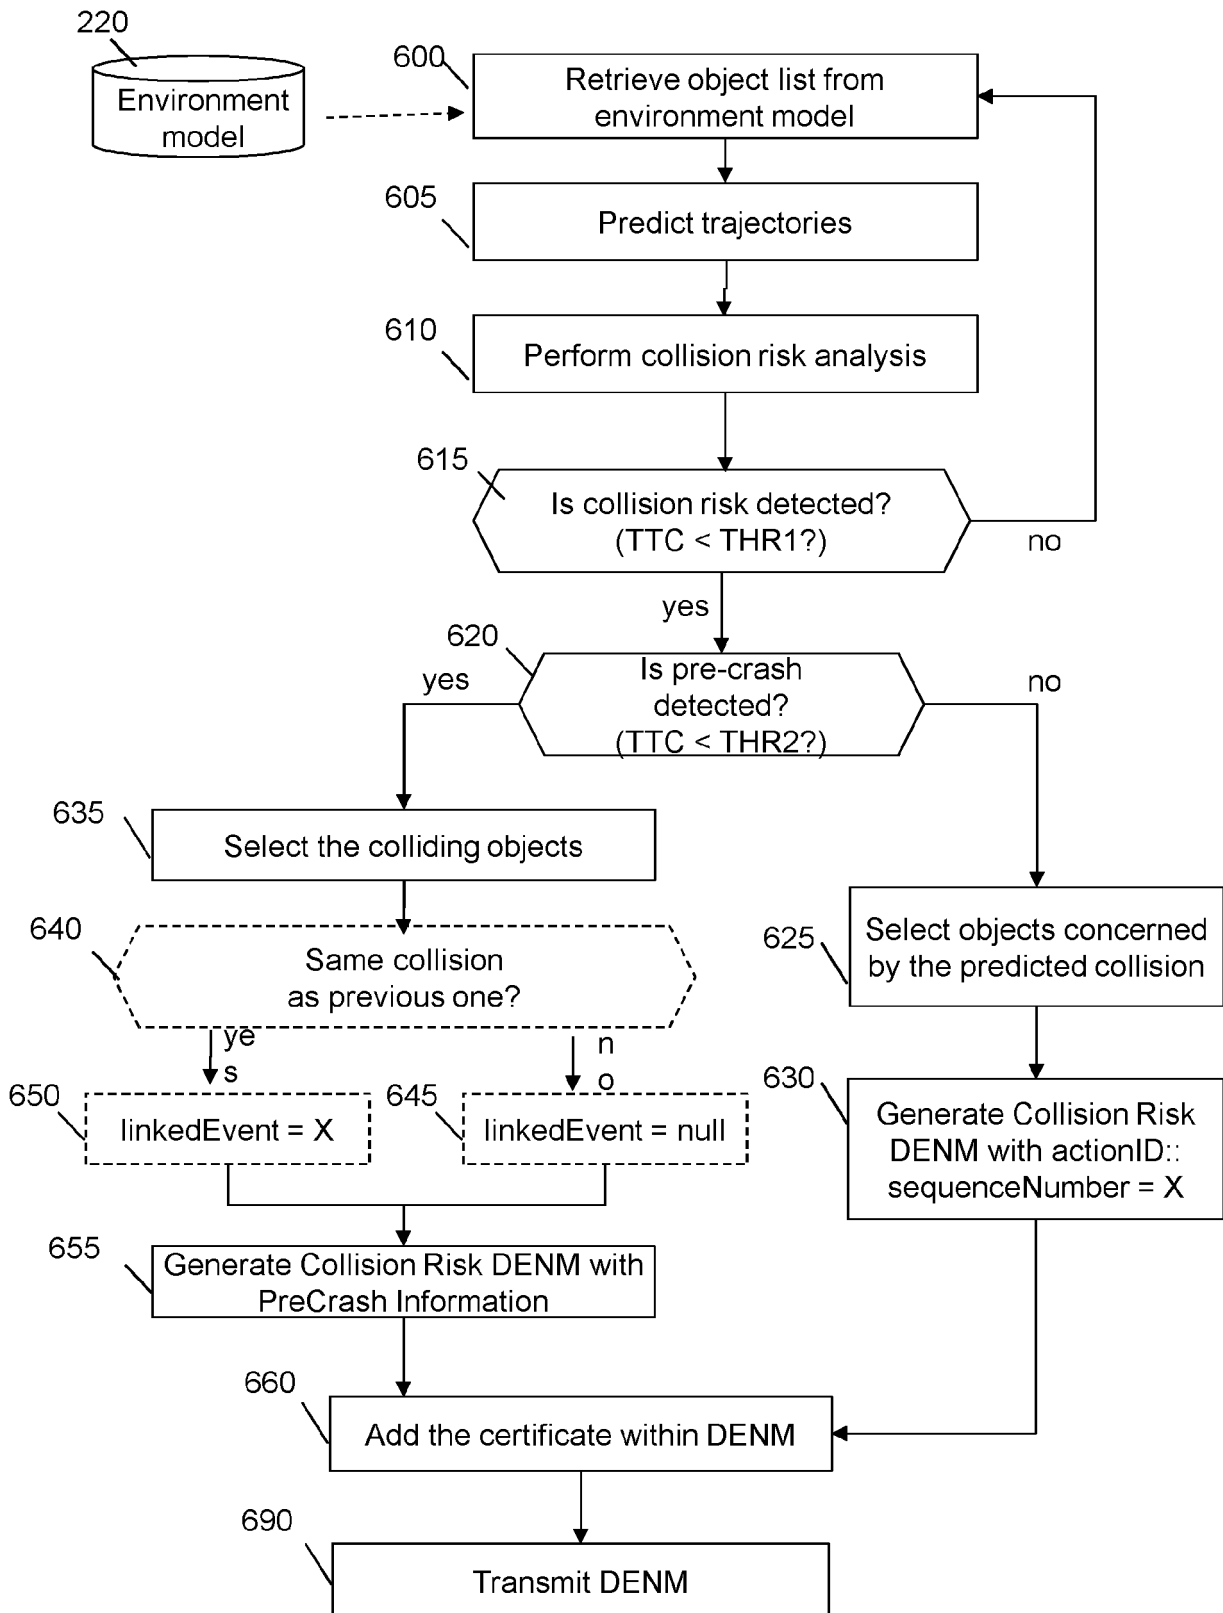 220
Environment
model
600
Retrieve object list from
environment model
605
Predict trajectories
610
Perform collision risk analysis
615
Is collision risk detected?
(TTC < THR1?)
no
yes
620
Is pre-crash
detected?
(TTC < THR2?)
yes
no
635
Select the colliding objects
625
Select objects concerned
by the predicted collision
640
Same collision
as previous one?
ye
s
n
o
650
linkedEvent = X
645
linkedEvent = null
630
Generate Collision Risk
DENM with actionID::
sequenceNumber = X
655
Generate Collision Risk DENM with
PreCrash Information
660
Add the certificate within DENM
690
Transmit DENM